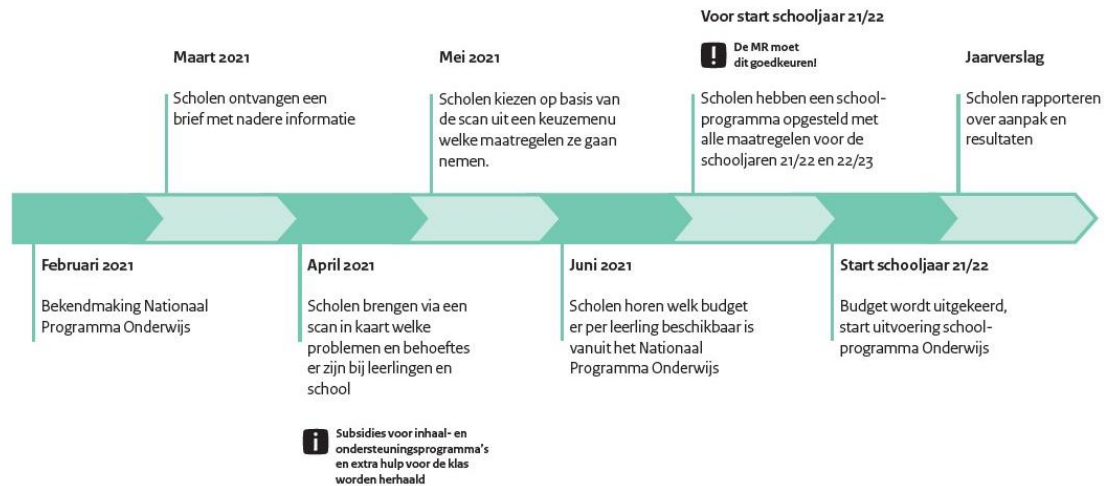 Februari 2021
Bekendmaking Nationaal
Programma Onderwijs
Maart 2021
Scholen ontvangen een
brief met nadere informatie
April 2021
Scholen brengen via een
scan in kaart welke
problemen en behoeftes
er zijn bij leerlingen en
school
i
Subsidies voor inhaal- en
ondersteuningsprogramma's
en extra hulp voor de klas
worden herhaald
Mei 2021
Scholen kiezen op basis van
de scan uit een keuzemenu
welke maatregelen ze gaan
nemen.
Juni 2021
Scholen horen welk budget
er per leerling beschikbaar is
vanuit het Nationaal
Programma Onderwijs
Voor start schooljaar 21/22
!
De MR moet
dit goedkeuren!
Scholen hebben een school-
programma opgesteld met
alle maatregelen voor de
schooljaren 21/22 en 22/23
Start schooljaar 21/22
Budget wordt uitgekeerd,
start uitvoering school-
programma Onderwijs
Jaarverslag
Scholen rapporteren
over aanpak en
resultaten